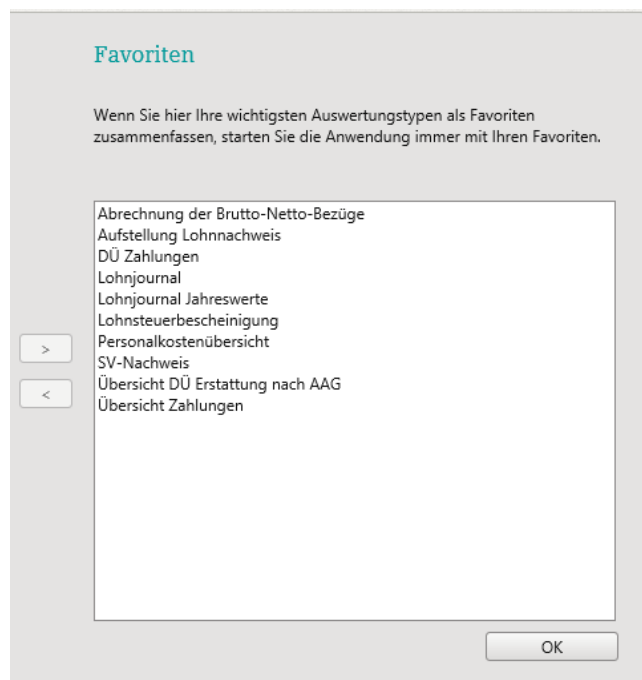 Favoriten
Wenn Sie hier Ihre wichtigsten Auswertungstypen als Favoriten
zusammenfassen, starten Sie die Anwendung immer mit Ihren Favoriten.
Abrechnung der Brutto-Netto-Bezüge
Aufstellung Lohnnachweis
DÜ Zahlungen
Lohnjournal
Lohnjournal Jahreswerte
Lohnsteuerbescheinigung
Personalkostenübersicht
SV-Nachweis
Übersicht DÜ Erstattung nach AAG
Übersicht Zahlungen
>
<
OK